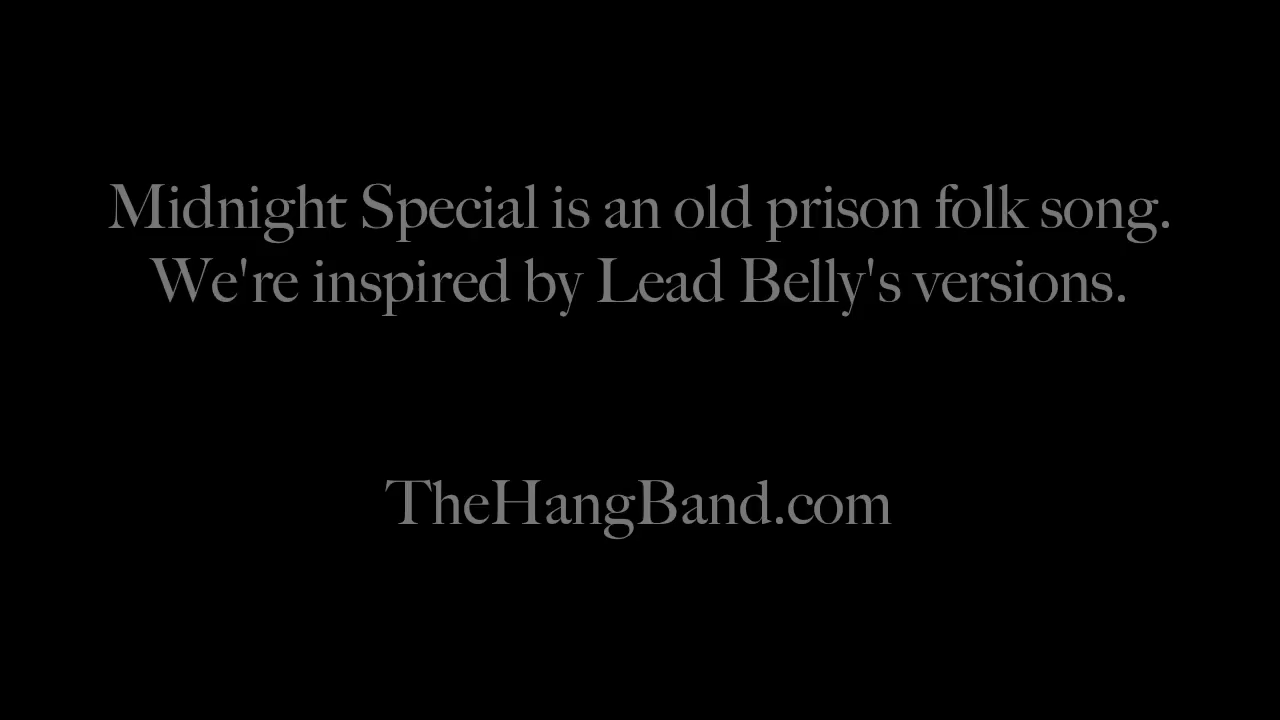 Midnight Special is an old prison folk song.
We're inspired by Lead Belly's versions.
TheHangBand.com